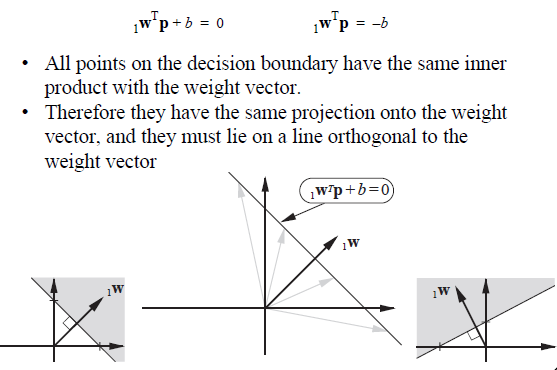 ₁wᵀp + b = 0 ₁wᵀp = –b
• All points on the decision boundary have the same inner
product with the weight vector.
• Therefore they have the same projection onto the weight
vector, and they must lie on a line orthogonal to the
weight vector
₁wᵀp + b = 0
₁w
₁w
₁w